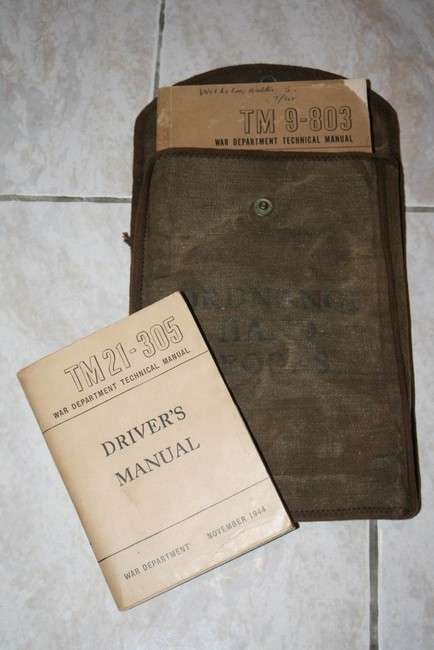 TM 9-803
WAR DEPARTMENT TECHNICAL MANUAL
ORDNANCE
HAND
TM 21-305
WAR DEPARTMENT TECHNICAL MANUAL
DRIVER'S
MANUAL
WAR DEPARTMENT NOVEMBER 1944